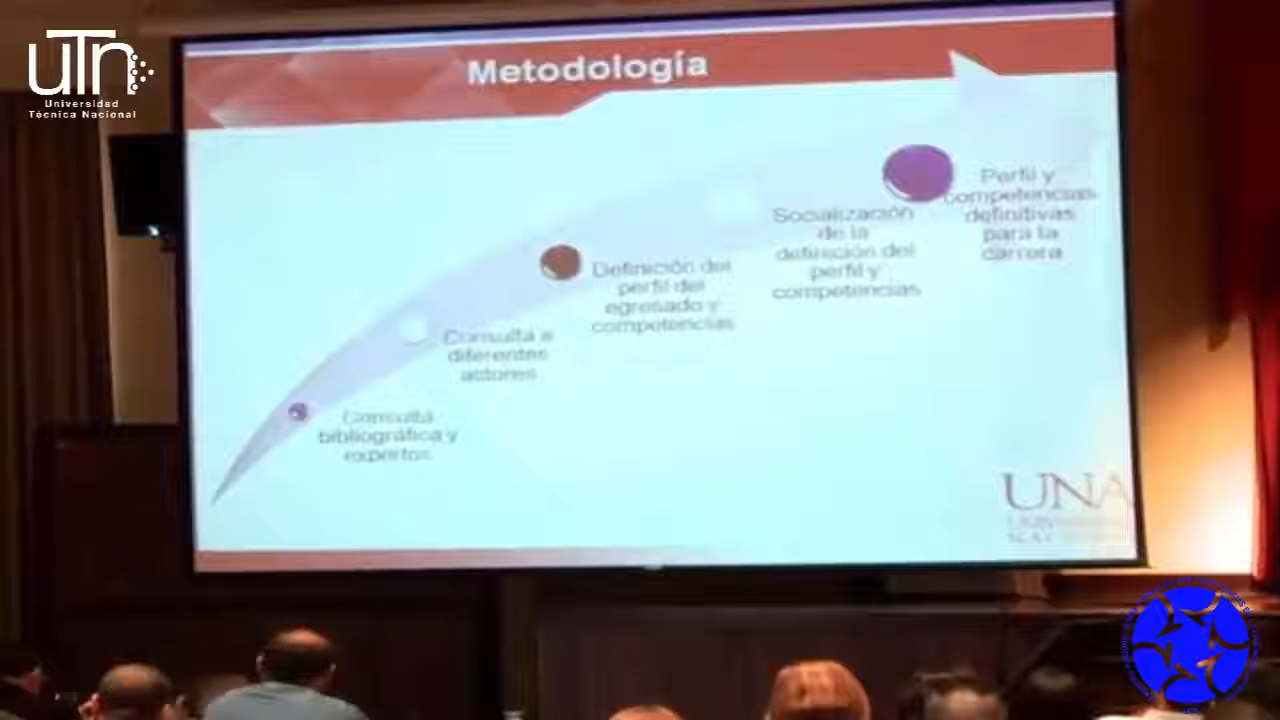 uTn
Universidad
Técnica Nacional
Metodología
Perfil y
competencias
definitivas
para la
carrera
Socialización
de la
definición del
perfil y
competencias
Definición del
perfil del
egresado y
competencias
Consulta a
diferentes
actores
Consulta
bibliográfica y
expertos
UNA